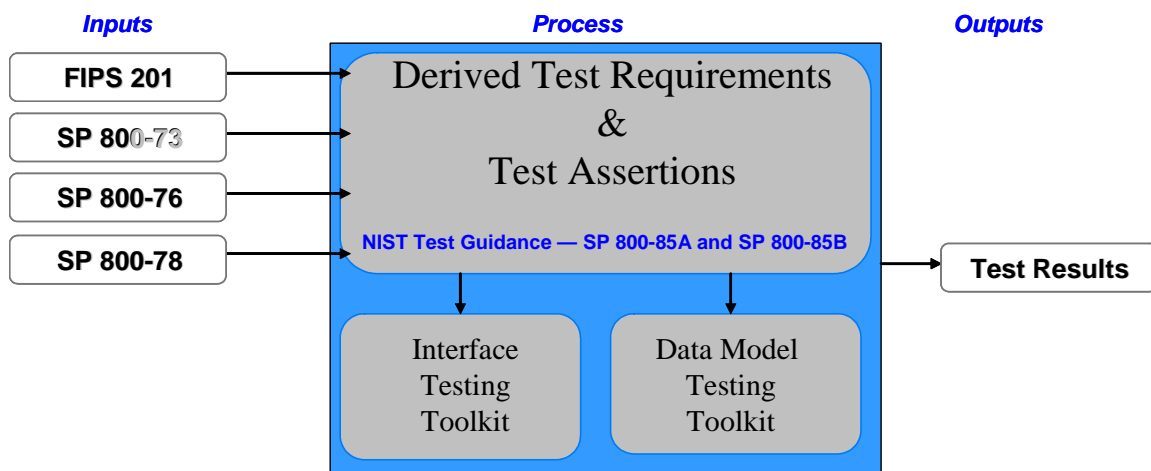 Inputs
Process
Outputs
FIPS 201
SP 800-73
SP 800-76
SP 800-78
Derived Test Requirements
&
Test Assertions
NIST Test Guidance — SP 800-85A and SP 800-85B
Interface
Testing
Toolkit
Data Model
Testing
Toolkit
Test Results